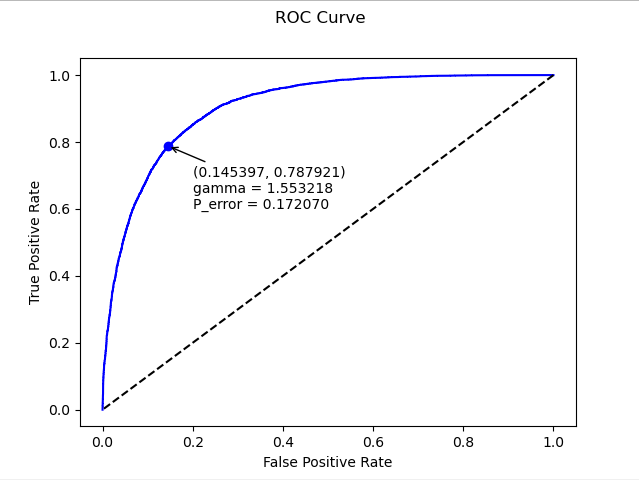 ROC Curve
1.0
0.8
0.6
0.4
0.2
0.0
True Positive Rate
(0.145397, 0.787921)
gamma = 1.553218
P_error = 0.172070
0.0 0.2 0.4 0.6 0.8 1.0
False Positive Rate